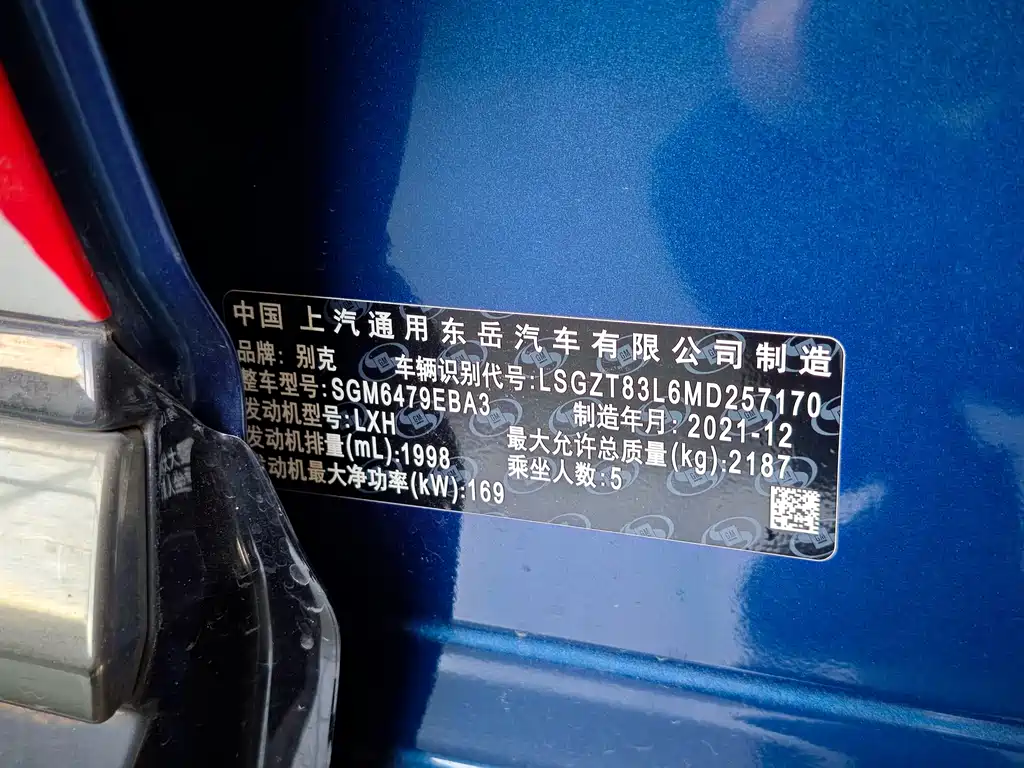 中国 上汽通用东岳汽车有限公司制造
品牌: 别克 车辆识别代号:LSGZT83L6MD257170
整车型号:SGM6479EBA3 制造年月: 2021-12
发动机型号:LXH 最大允许总质量(kg):2187
发动机排量(mL):1998 乘坐人数:5
发动机最大净功率(kW):169